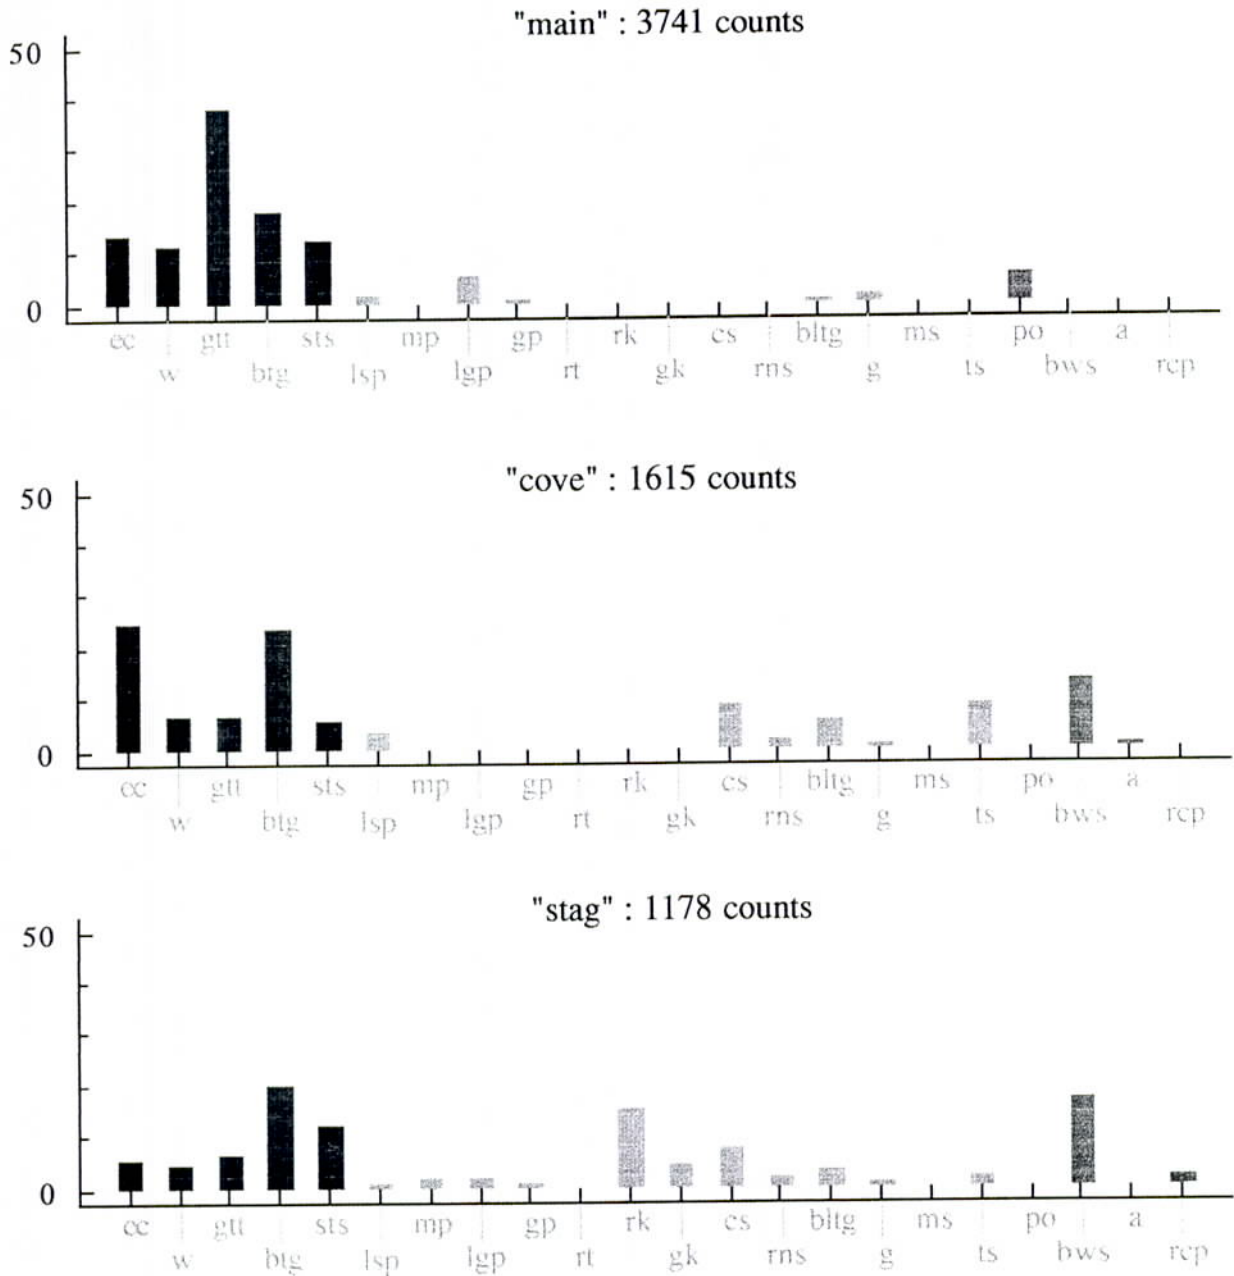 "main" : 3741 counts
50
0
ec gtt sts mp gp rk cs bltg ms po a
w btg lsp lgp rt gk rns g ts bws rcp
"cove" : 1615 counts
50
0
ec gtt sts mp gp rk cs bltg ms po a
w btg lsp lgp rt gk rns g ts bws rcp
"stag" : 1178 counts
50
0
ec gtt sts mp gp rk cs bltg ms po a
w btg lsp lgp rt gk rns g ts bws rcp